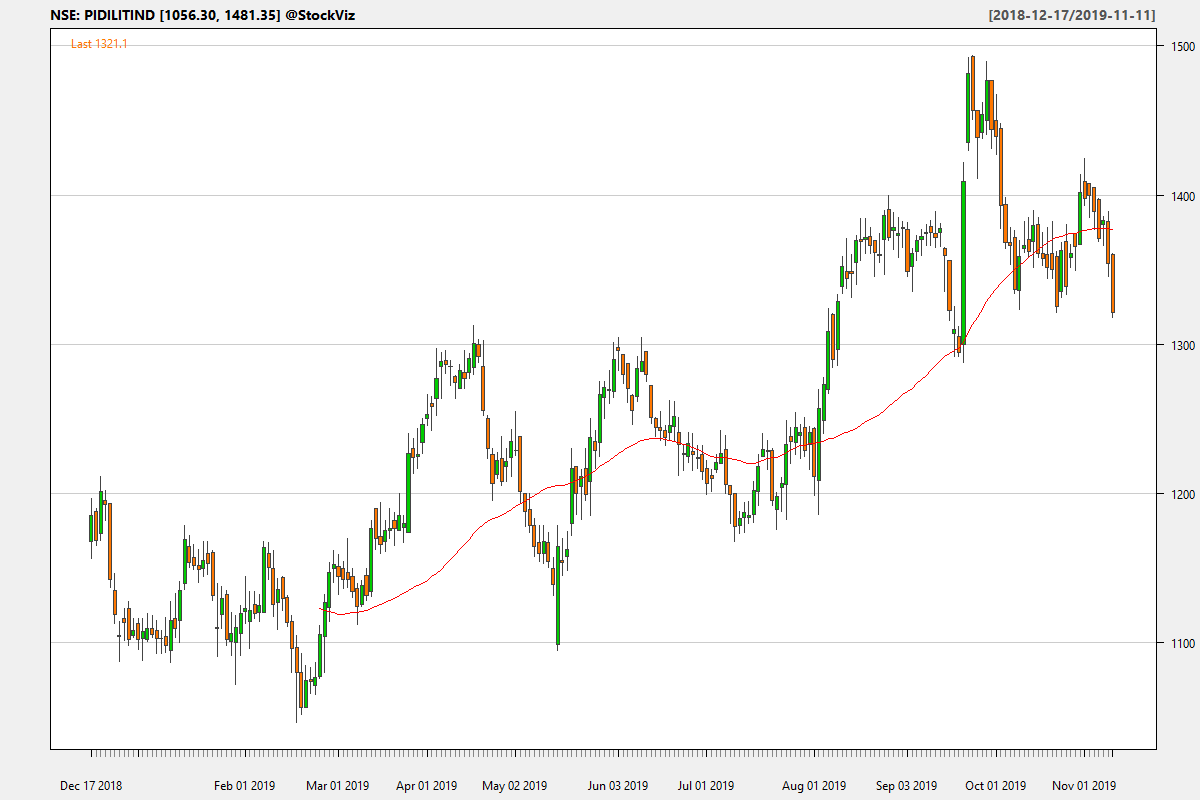 NSE: PIDILITIND [1056.30, 1481.35] @StockViz
[2018-12-17/2019-11-11]
Last 1321.1
1500
1400
1300
1200
1100
Dec 17 2018 Feb 01 2019 Mar 01 2019 Apr 01 2019 May 02 2019 Jun 03 2019 Jul 01 2019 Aug 01 2019 Sep 03 2019 Oct 01 2019 Nov 01 2019